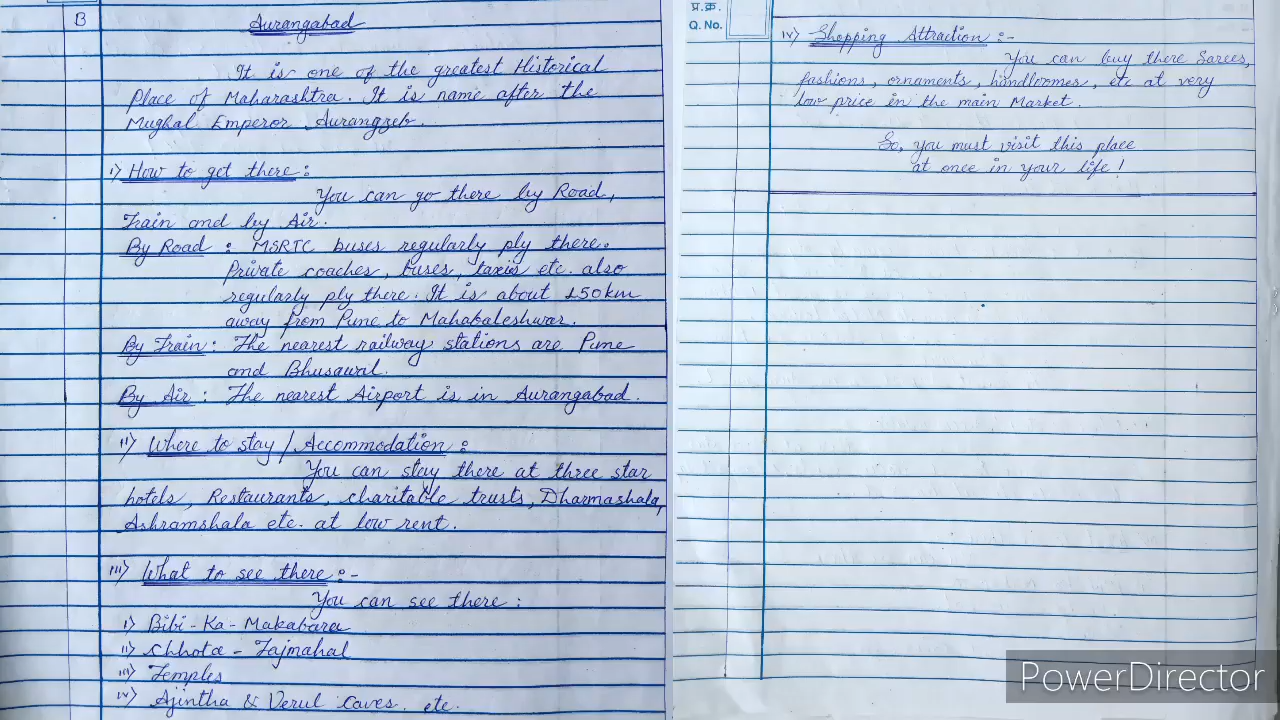 B
Aurangabad
It is one of the greatest Historical
Place of Maharashtra. It is name after the
Mughal Emperor Aurangzeb.
i) How to get there :
You can go there by Road,
Train and by Air.
By Road : MSRTC buses regularly ply there.
Private coaches, buses, taxies etc. also
regularly ply there. It is about 250km
away from Pune to Mahabaleshwar.
By Train : The nearest railway stations are Pune
and Bhusawal.
By Air : The nearest Airport is in Aurangabad.
ii) Where to stay / Accommodation :
You can stay there at three star
hotels, Restaurants, charitable trusts, Dharmashala,
Ashramshala etc. at low rent.
iii) What to see there :-
You can see there :
i) Bibi - Ka - Makabara
ii) Chhota - Tajmahal
iii) Temples
iv) Ajintha & Verul caves. etc.
प्र.क्र.
Q. No.
iv) Shopping Attraction :-
You can buy there Sarees,
fashions, ornaments, handloomes, etc at very
low price in the main Market.
So, you must visit this place
at once in your life !
PowerDirector